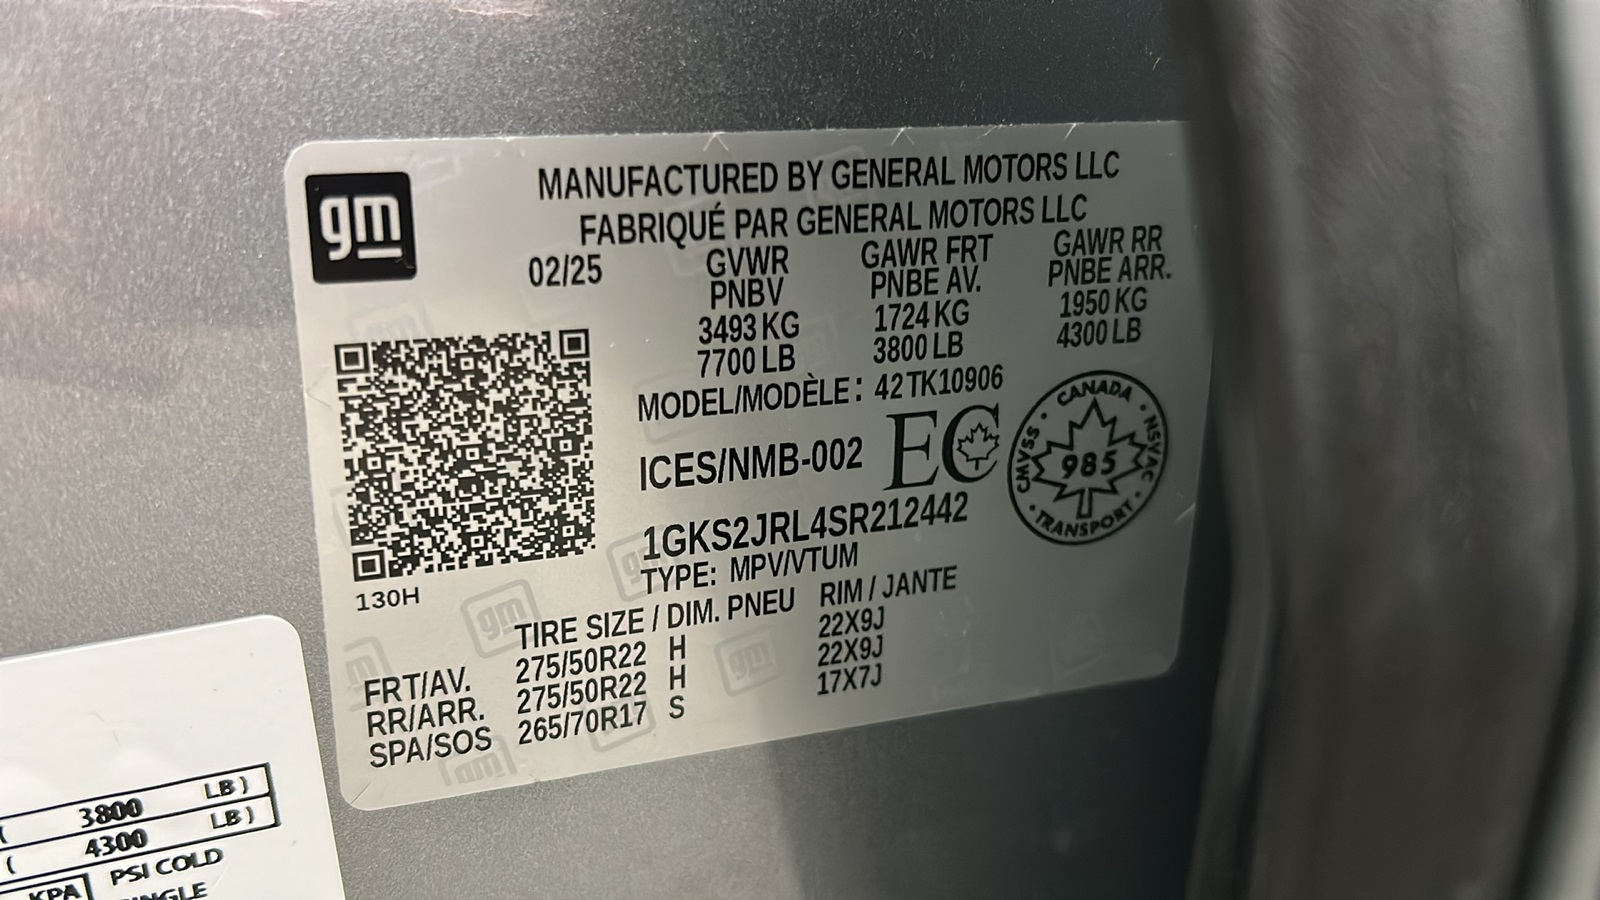 gm
MANUFACTURED BY GENERAL MOTORS LLC
FABRIQUÉ PAR GENERAL MOTORS LLC
02/25 GVWR GAWR FRT GAWR RR
PNBV PNBE AV. PNBE ARR.
3493 KG 1724 KG 1950 KG
7700 LB 3800 LB 4300 LB
MODEL/MODÈLE: 42 TK10906
ICES/NMB-002 EC
CANADA · NSVAC · TRANSPORT · CMVSS ·
985
1GKS2JRL4SR212442
TYPE: MPV/VTUM
130H
TIRE SIZE / DIM. PNEU RIM / JANTE
FRT/AV. 275/50R22 H 22X9J
RR/ARR. 275/50R22 H 22X9J
SPA/SOS 265/70R17 S 17X7J
( 3800 LB )
( 4300 LB )
KPA PSI COLD